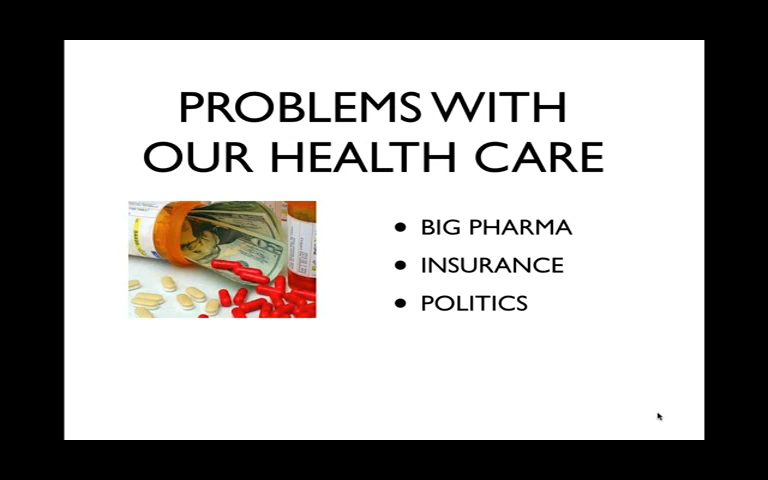 PROBLEMS WITH
OUR HEALTH CARE
• BIG PHARMA
• INSURANCE
• POLITICS